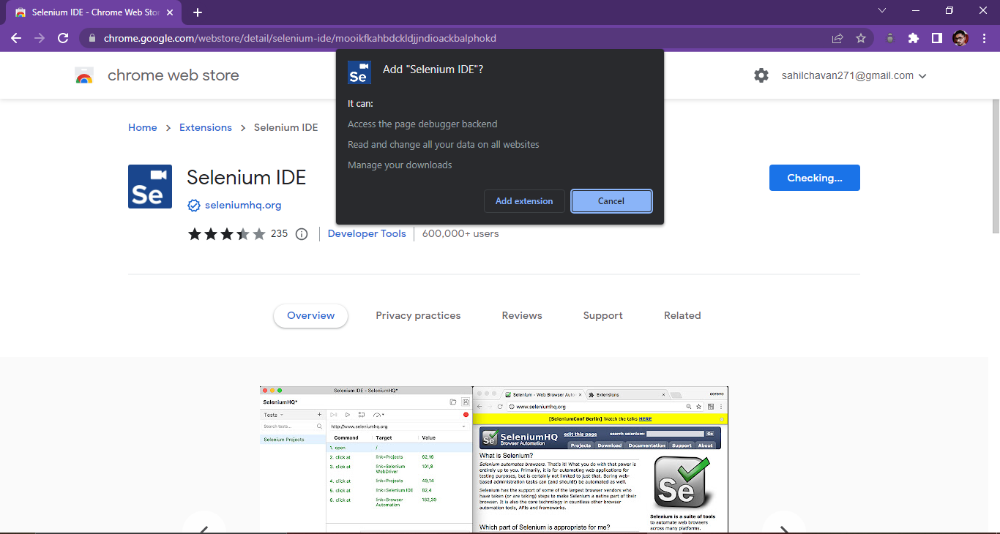 Selenium IDE - Chrome Web Stor
chrome.google.com/webstore/detail/selenium-ide/mooikfkahbdckldjjndioackbalphokd
chrome web store
sahilchavan271@gmail.com
Se
Add "Selenium IDE"?
It can:
Access the page debugger backend
Read and change all your data on all websites
Manage your downloads
Add extension
Cancel
Home > Extensions > Selenium IDE
Se
Selenium IDE
seleniumhq.org
235
Developer Tools
600,000+ users
Checking...
Overview
Privacy practices
Reviews
Support
Related
Selenium IDE - SeleniumHQ*
SeleniumHQ*
Tests
Search tests...
Selenium Projects
http://www.seleniumhq.org
Command Target Value
1. open /
2. click at link=Projects 62,16
3. click at link=Selenium 101,8
WebDriver
4. click at link=Projects 49,14
5. click at link=Selenium IDE 82,4
6. click at link=Browser 162,30
Automation
Selenium - Web Browser Auto
Extensions
corevo
www.seleniumhq.org
[SeleniumConf Berlin] Watch the talks HERE
Se
SeleniumHQ
Browser Automation
edit this page
search selenium:
Go
Projects
Download
Documentation
Support
About
What is Selenium?
Selenium automates browsers. That's it! What you do with that power is
entirely up to you. Primarily, it is for automating web applications for
testing purposes, but is certainly not limited to just that. Boring web-
based administration tasks can (and should!) be automated as well.
Selenium has the support of some of the largest browser vendors who
have taken (or are taking) steps to make Selenium a native part of their
browser. It is also the core technology in countless other browser
automation tools, APIs and frameworks.
Which part of Selenium is appropriate for me?
Se
Selenium is a suite of tools
to automate web browsers
across many platforms.